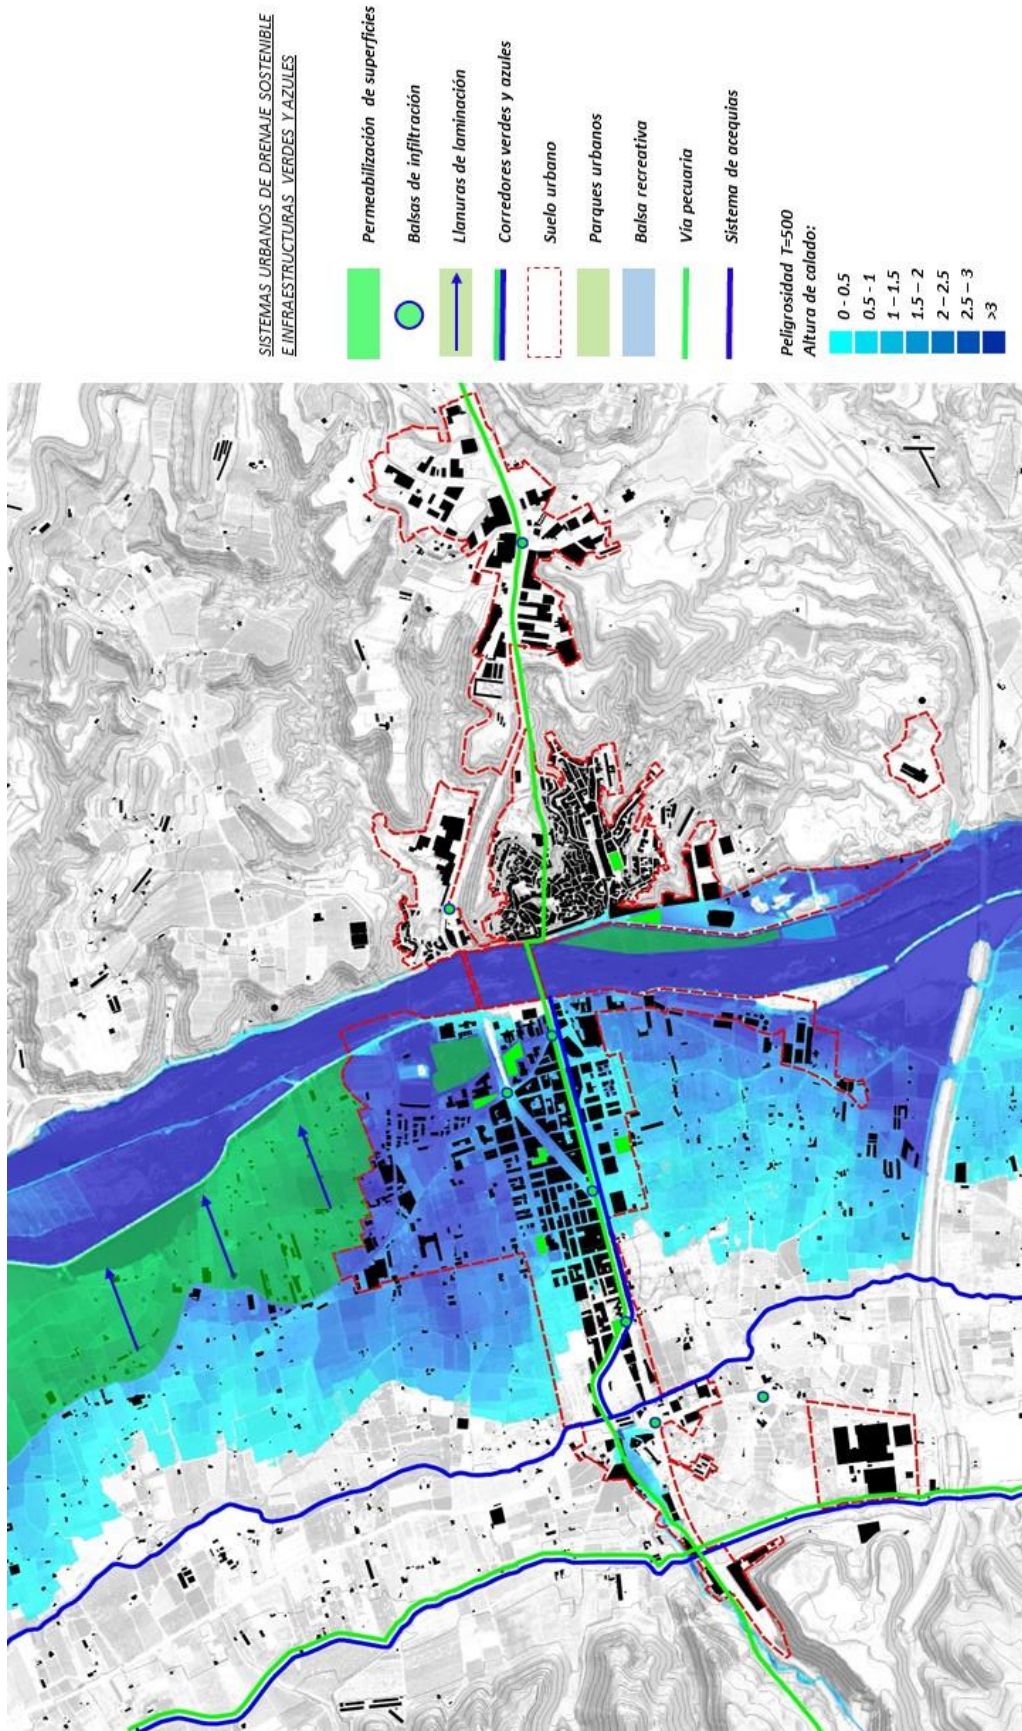 SISTEMAS URBANOS DE DRENAJE SOSTENIBLE
E INFRAESTRUCTURAS VERDES Y AZULES
Permeabilización de superficies
Balsas de infiltración
Llanuras de laminación
Corredores verdes y azules
Suelo urbano
Parques urbanos
Balsa recreativa
Vía pecuaria
Sistema de acequias
Peligrosidad T=500
Altura de calado:
0 - 0.5
0.5 - 1
1 – 1.5
1.5 – 2
2 – 2.5
2.5 – 3
>3